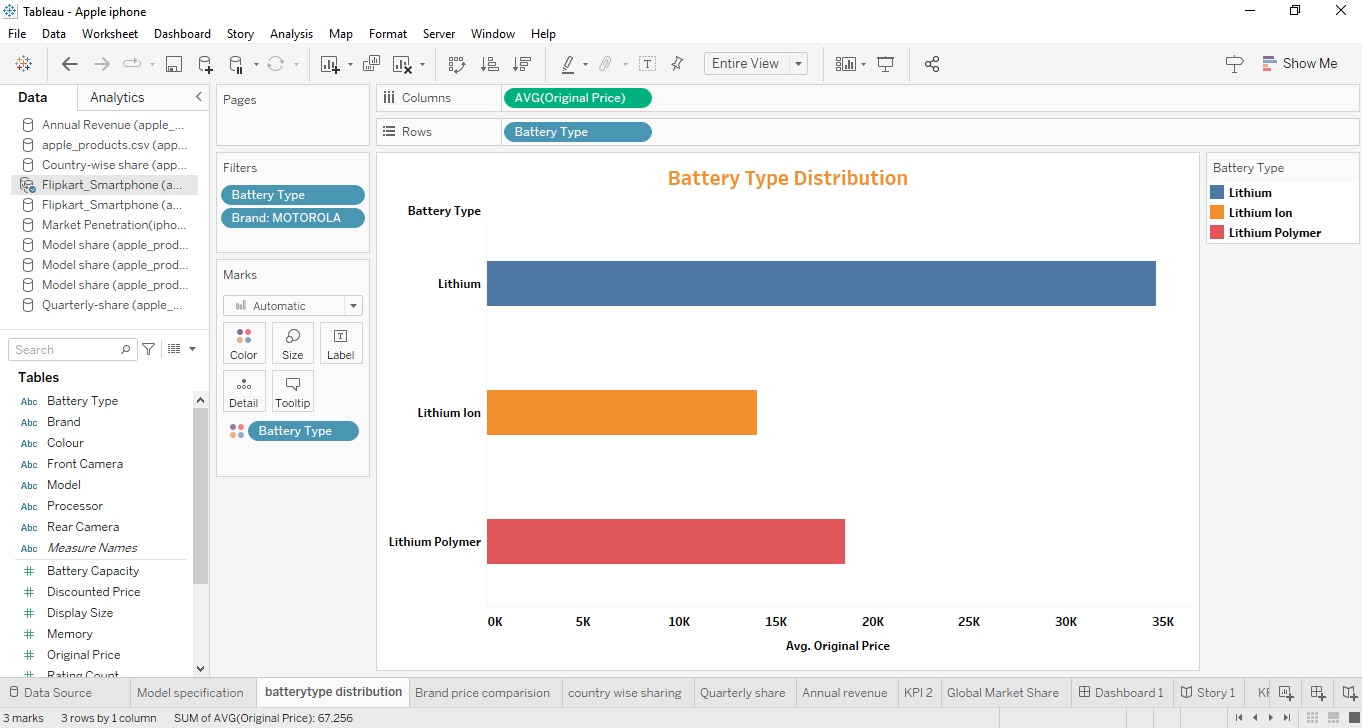 Tableau - Apple iphone
File Data Worksheet Dashboard Story Analysis Map Format Server Window Help
Entire View
Show Me
Data Analytics
Annual Revenue (apple_...
apple_products.csv (app...
Country-wise share (app...
Flipkart_Smartphone (a...
Flipkart_Smartphone (a...
Market Penetration(ipho...
Model share (apple_prod...
Model share (apple_prod...
Model share (apple_prod...
Quarterly-share (apple_...
Search
Tables
Abc Battery Type
Abc Brand
Abc Colour
Abc Front Camera
Abc Model
Abc Processor
Abc Rear Camera
Abc Measure Names
# Battery Capacity
# Discounted Price
# Display Size
# Memory
# Original Price
# Rating Count
Pages
Filters
Battery Type
Brand: MOTOROLA
Marks
Automatic
Color Size Label
Detail Tooltip
Battery Type
Columns AVG(Original Price)
Rows Battery Type
Battery Type Distribution
Battery Type
Lithium
Lithium Ion
Lithium Polymer
0K 5K 10K 15K 20K 25K 30K 35K
Avg. Original Price
Battery Type
Lithium
Lithium Ion
Lithium Polymer
Data Source Model specification batterytype distribution Brand price comparision country wise sharing Quarterly share Annual revenue KPI 2 Global Market Share Dashboard 1 Story 1
3 marks 3 rows by 1 column SUM of AVG(Original Price): 67,256